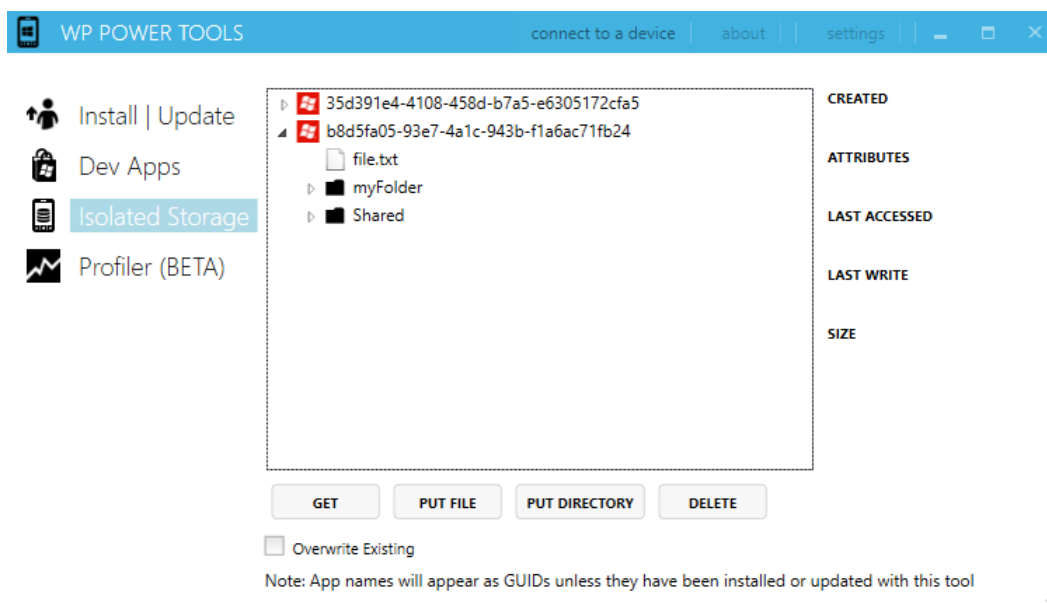 WP POWER TOOLS
connect to a device
about
settings
Install | Update
Dev Apps
Isolated Storage
Profiler (BETA)
35d391e4-4108-458d-b7a5-e6305172cfa5
b8d5fa05-93e7-4a1c-943b-f1a6ac71fb24
file.txt
myFolder
Shared
CREATED
ATTRIBUTES
LAST ACCESSED
LAST WRITE
SIZE
GET
PUT FILE
PUT DIRECTORY
DELETE
Overwrite Existing
Note: App names will appear as GUIDs unless they have been installed or updated with this tool